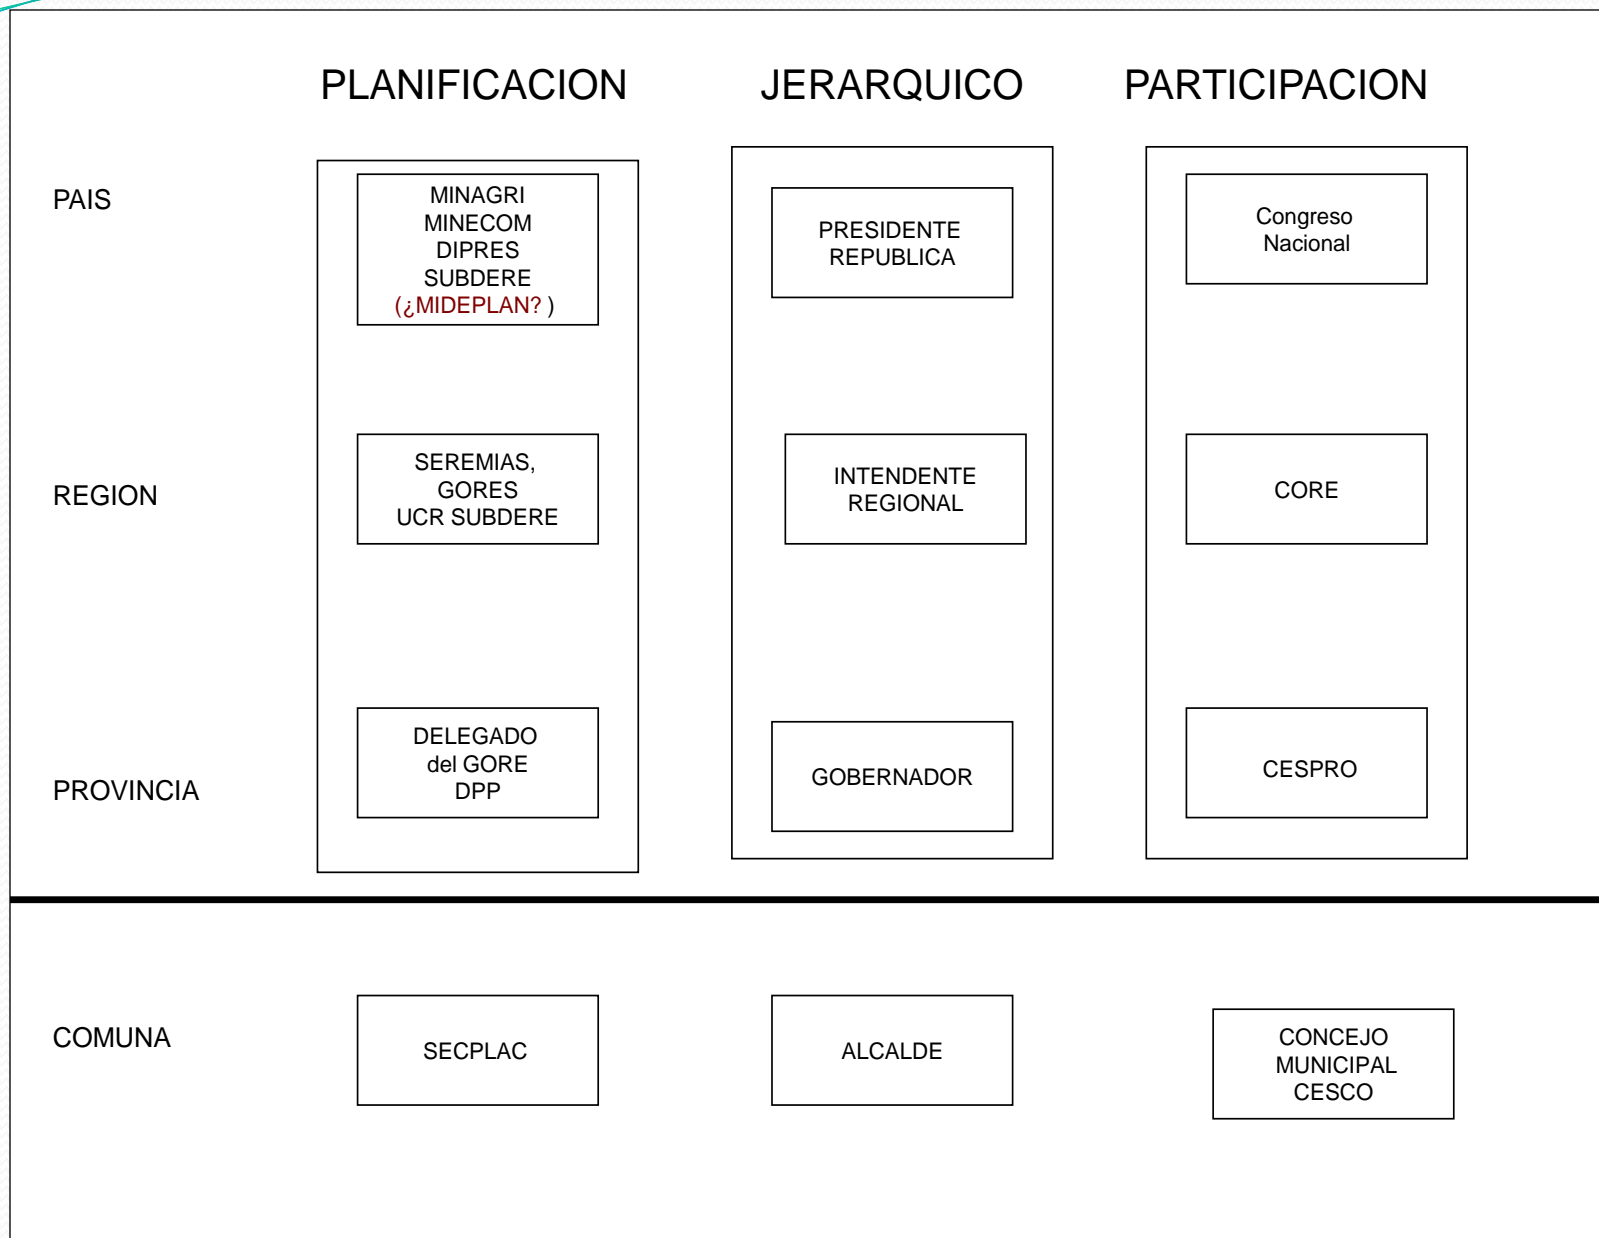 PLANIFICACION
JERARQUICO
PARTICIPACION
PAIS
MINAGRI
MINECOM
DIPRES
SUBDERE
(¿MIDEPLAN? )
PRESIDENTE
REPUBLICA
Congreso
Nacional
REGION
SEREMIAS,
GORES
UCR SUBDERE
INTENDENTE
REGIONAL
CORE
PROVINCIA
DELEGADO
del GORE
DPP
GOBERNADOR
CESPRO
COMUNA
SECPLAC
ALCALDE
CONCEJO
MUNICIPAL
CESCO